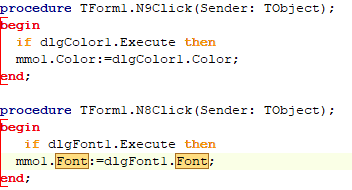 procedure TForm1.N9Click(Sender: TObject);
begin
if dlgColor1.Execute then
mmo1.Color:=dlgColor1.Color;
end;
procedure TForm1.N8Click(Sender: TObject);
begin
if dlgFont1.Execute then
mmo1.Font:=dlgFont1.Font;
end;